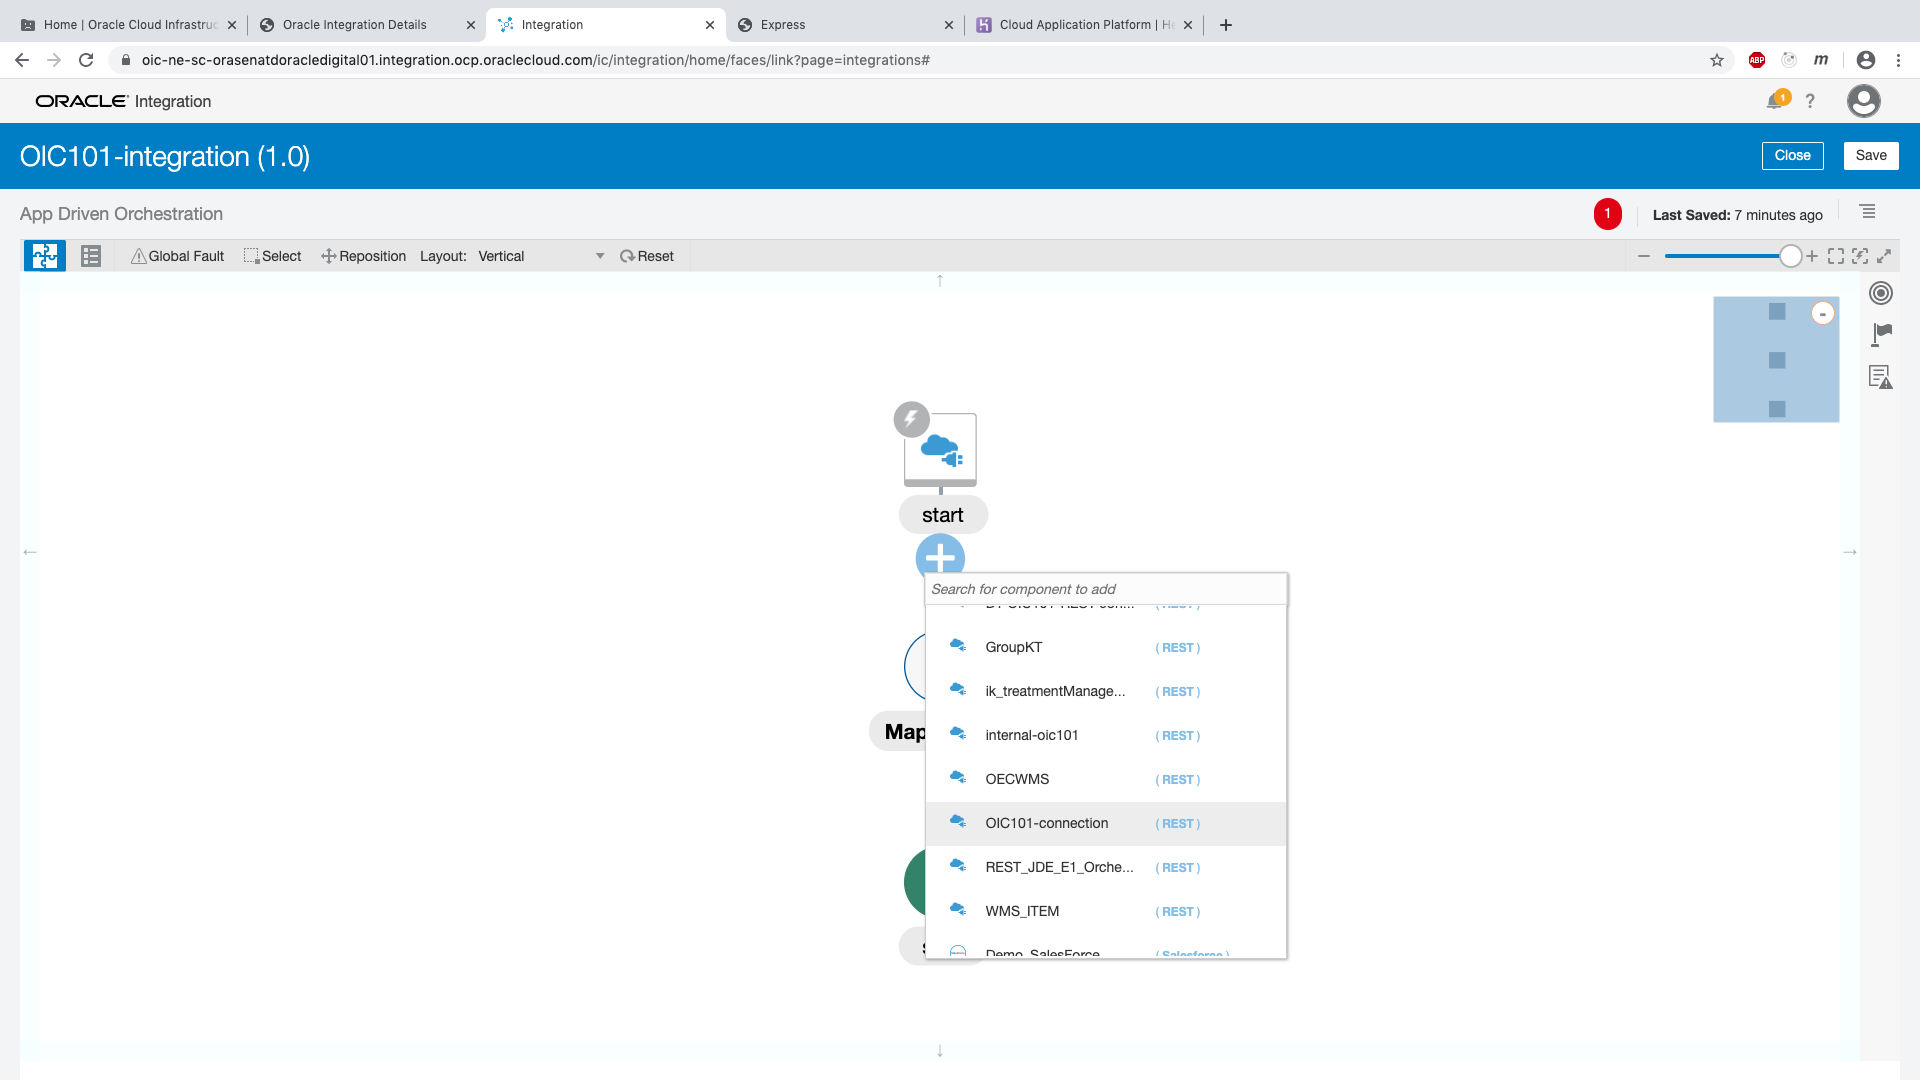 Home | Oracle Cloud Infrastruc
Oracle Integration Details
Integration
Express
Cloud Application Platform | He
oic-ne-sc-orasenatdoracledigital01.integration.ocp.oraclecloud.com/ic/integration/home/faces/link?page=integrations#
ABP
m
ORACLE Integration
1
?
OIC101-integration (1.0)
Close
Save
App Driven Orchestration
1
Last Saved: 7 minutes ago
Global Fault
Select
Reposition
Layout: Vertical
Reset
start
Search for component to add
GroupKT ( REST )
ik_treatmentManage... ( REST )
internal-oic101 ( REST )
Map
OECWMS ( REST )
OIC101-connection ( REST )
REST_JDE_E1_Orche... ( REST )
WMS_ITEM ( REST )
Demo_SalesForce ( Salesforce )